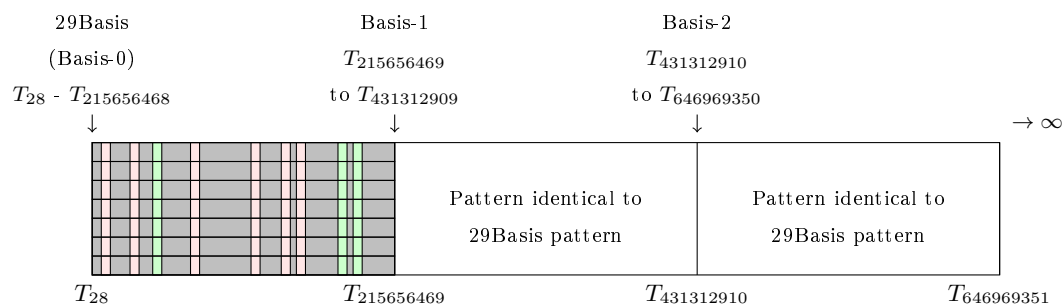 29Basis
(Basis-0)
T₂₈ - T₂₁₅₆₅₆₄₆₈
Basis-1
T₂₁₅₆₅₆₄₆₉
to T₄₃₁₃₁₂₉₀₉
Basis-2
T₄₃₁₃₁₂₉₁₀
to T₆₄₆₉₆₉₃₅₀
→ ∞
Pattern identical to
29Basis pattern
Pattern identical to
29Basis pattern
T₂₈
T₂₁₅₆₅₆₄₆₉
T₄₃₁₃₁₂₉₁₀
T₆₄₆₉₆₉₃₅₁